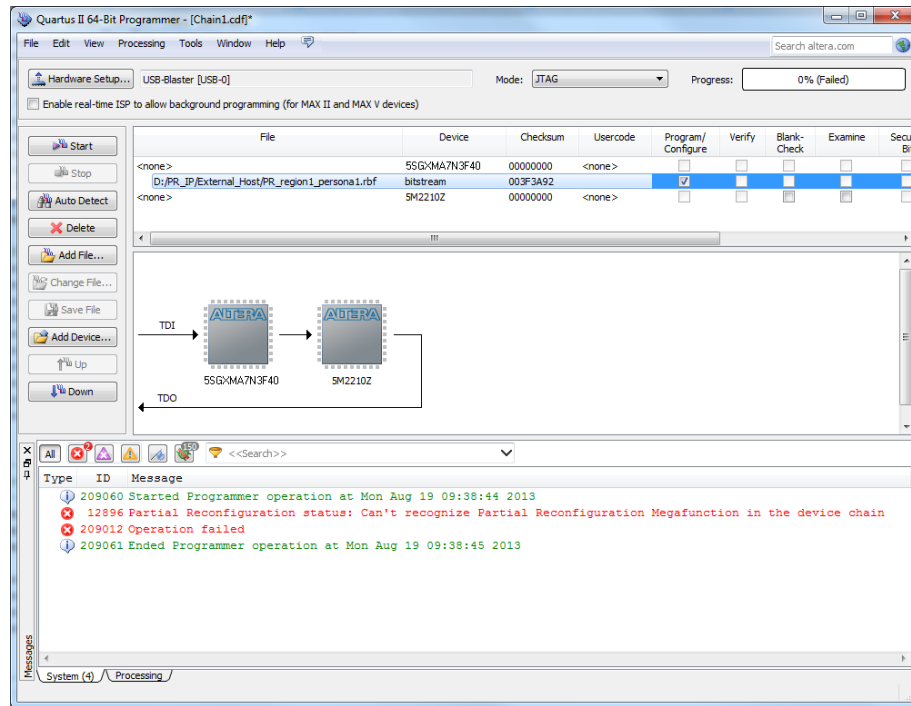 Quartus II 64-Bit Programmer - [Chain1.cdf]*
File Edit View Processing Tools Window Help
Search altera.com
Hardware Setup... USB-Blaster [USB-0] Mode: JTAG Progress: 0% (Failed)
Enable real-time ISP to allow background programming (for MAX II and MAX V devices)
Start
Stop
Auto Detect
Delete
Add File...
Change File...
Save File
Add Device...
Up
Down
File Device Checksum Usercode Program/ Configure Verify Blank- Check Examine Secu Bi
<none> 5SGXMA7N3F40 00000000 <none>
D:/PR_IP/External_Host/PR_region1_persona1.rbf bitstream 003F3A92
<none> 5M2210Z 00000000 <none>
TDI
ALTERA ALTERA
5SGXMA7N3F40 5M2210Z
TDO
All 2 150 <<Search>>
Type ID Message
209060 Started Programmer operation at Mon Aug 19 09:38:44 2013
12896 Partial Reconfiguration status: Can't recognize Partial Reconfiguration Megafunction in the device chain
209012 Operation failed
209061 Ended Programmer operation at Mon Aug 19 09:38:45 2013
Messages
System (4) Processing